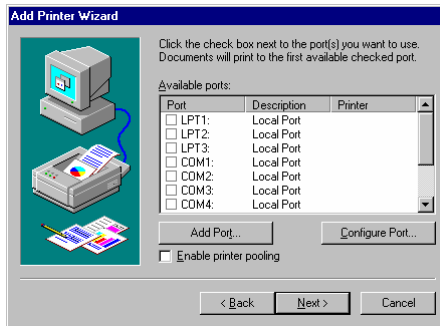 Add Printer Wizard
Click the check box next to the port(s) you want to use.
Documents will print to the first available checked port.
Available ports:
Port Description Printer
LPT1: Local Port
LPT2: Local Port
LPT3: Local Port
COM1: Local Port
COM2: Local Port
COM3: Local Port
COM4: Local Port
Add Port... Configure Port...
Enable printer pooling
< Back Next > Cancel